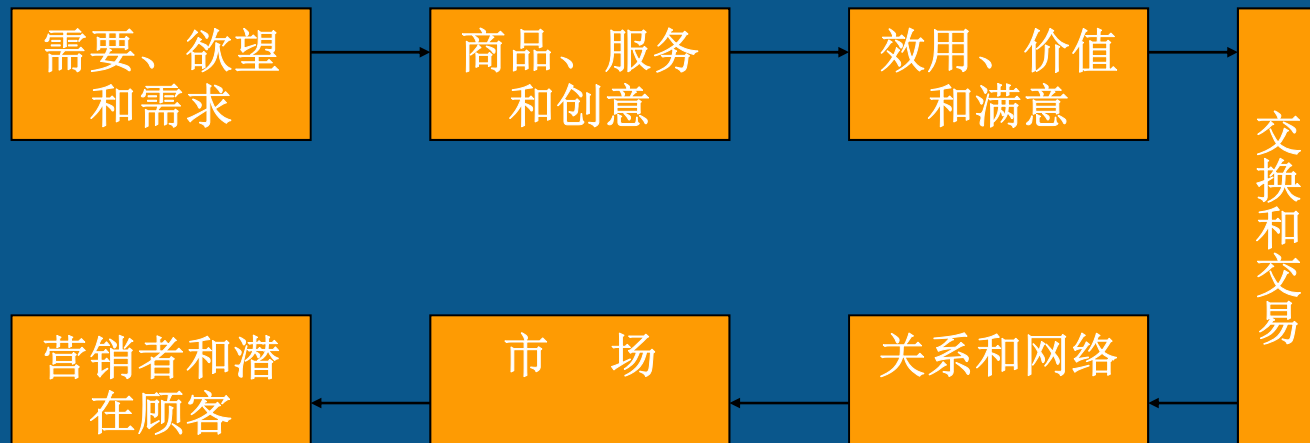 需要、欲望
和需求
商品、服务
和创意
效用、价值
和满意
交换和交易
关系和网络
市 场
营销者和潜
在顾客